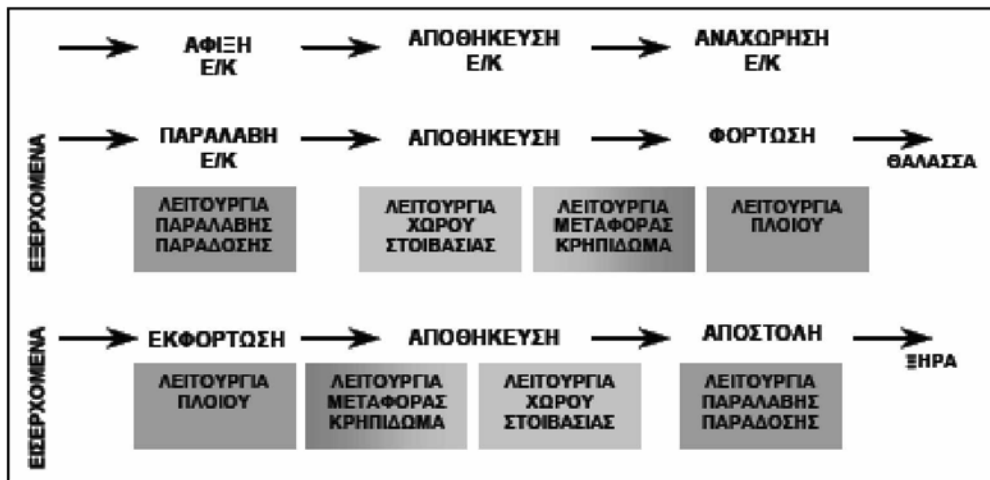 ΑΦΙΞΗ
Ε/Κ
ΑΠΟΘΗΚΕΥΣΗ
Ε/Κ
ΑΝΑΧΩΡΗΣΗ
Ε/Κ
ΕΞΕΡΧΟΜΕΝΑ
ΠΑΡΑΛΑΒΗ
Ε/Κ
ΑΠΟΘΗΚΕΥΣΗ
ΦΟΡΤΩΣΗ
ΘΑΛΑΣΣΑ
ΛΕΙΤΟΥΡΓΙΑ
ΠΑΡΑΛΑΒΗΣ
ΠΑΡΑΔΟΣΗΣ
ΛΕΙΤΟΥΡΓΙΑ
ΧΩΡΟΥ
ΣΤΟΙΒΑΣΙΑΣ
ΛΕΙΤΟΥΡΓΙΑ
ΜΕΤΑΦΟΡΑΣ
ΚΡΗΠΙΔΩΜΑ
ΛΕΙΤΟΥΡΓΙΑ
ΠΛΟΙΟΥ
ΕΙΣΕΡΧΟΜΕΝΑ
ΕΚΦΟΡΤΩΣΗ
ΑΠΟΘΗΚΕΥΣΗ
ΑΠΟΣΤΟΛΗ
ΞΗΡΑ
ΛΕΙΤΟΥΡΓΙΑ
ΠΛΟΙΟΥ
ΛΕΙΤΟΥΡΓΙΑ
ΜΕΤΑΦΟΡΑΣ
ΚΡΗΠΙΔΩΜΑ
ΛΕΙΤΟΥΡΓΙΑ
ΧΩΡΟΥ
ΣΤΟΙΒΑΣΙΑΣ
ΛΕΙΤΟΥΡΓΙΑ
ΠΑΡΑΛΑΒΗΣ
ΠΑΡΑΔΟΣΗΣ